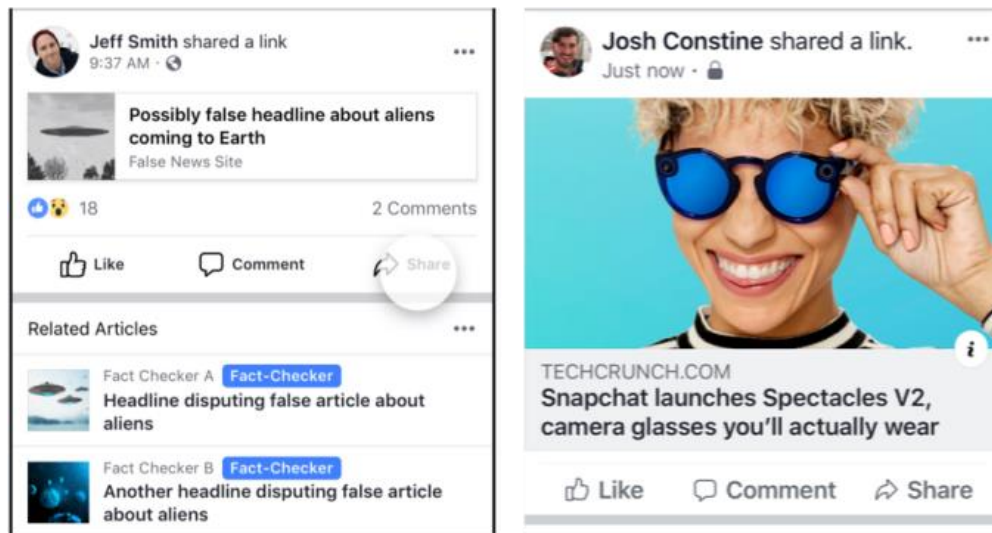 Jeff Smith shared a link
9:37 AM ·
Possibly false headline about aliens
coming to Earth
False News Site
18
2 Comments
Like
Comment
Share
Related Articles
Fact Checker A Fact-Checker
Headline disputing false article about
aliens
Fact Checker B Fact-Checker
Another headline disputing false article
about aliens
Josh Constine shared a link.
Just now ·
i
TECHCRUNCH.COM
Snapchat launches Spectacles V2,
camera glasses you'll actually wear
Like
Comment
Share